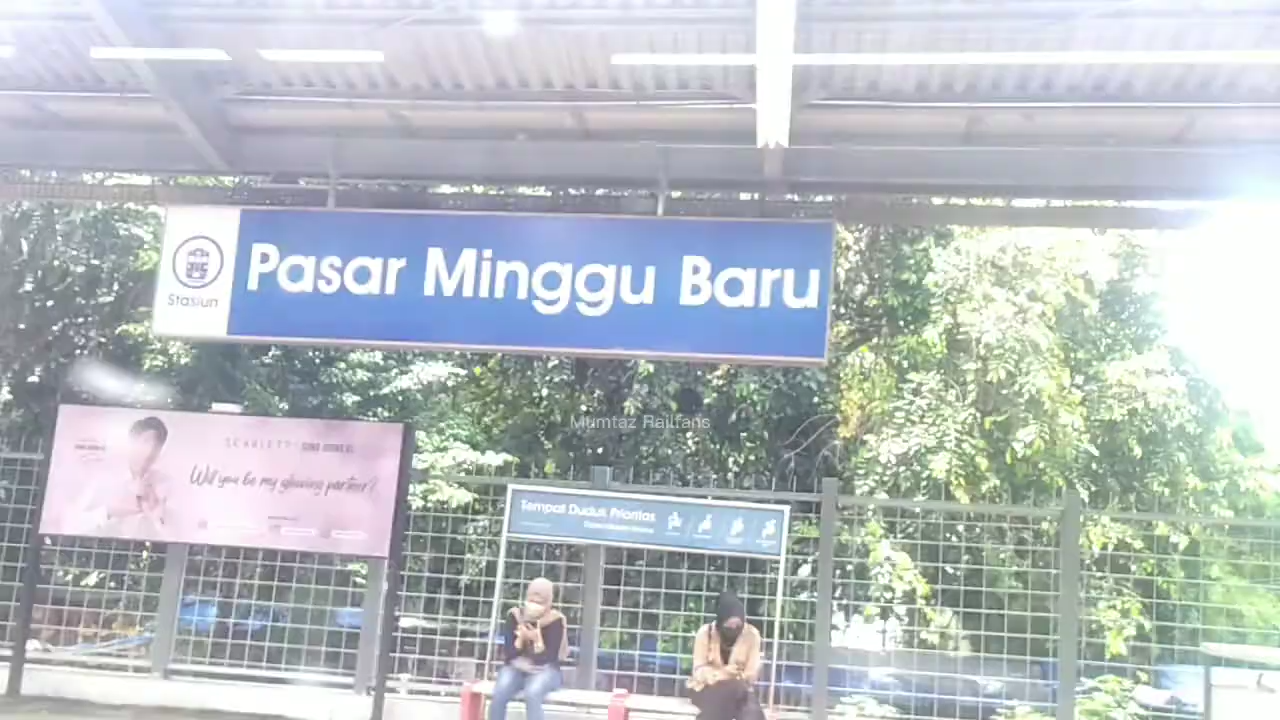 Stasiun
Pasar Minggu Baru
Mumtaz Railfans
SCARLETT
Will you be my glowing partner?
Tempat Duduk Prioritas